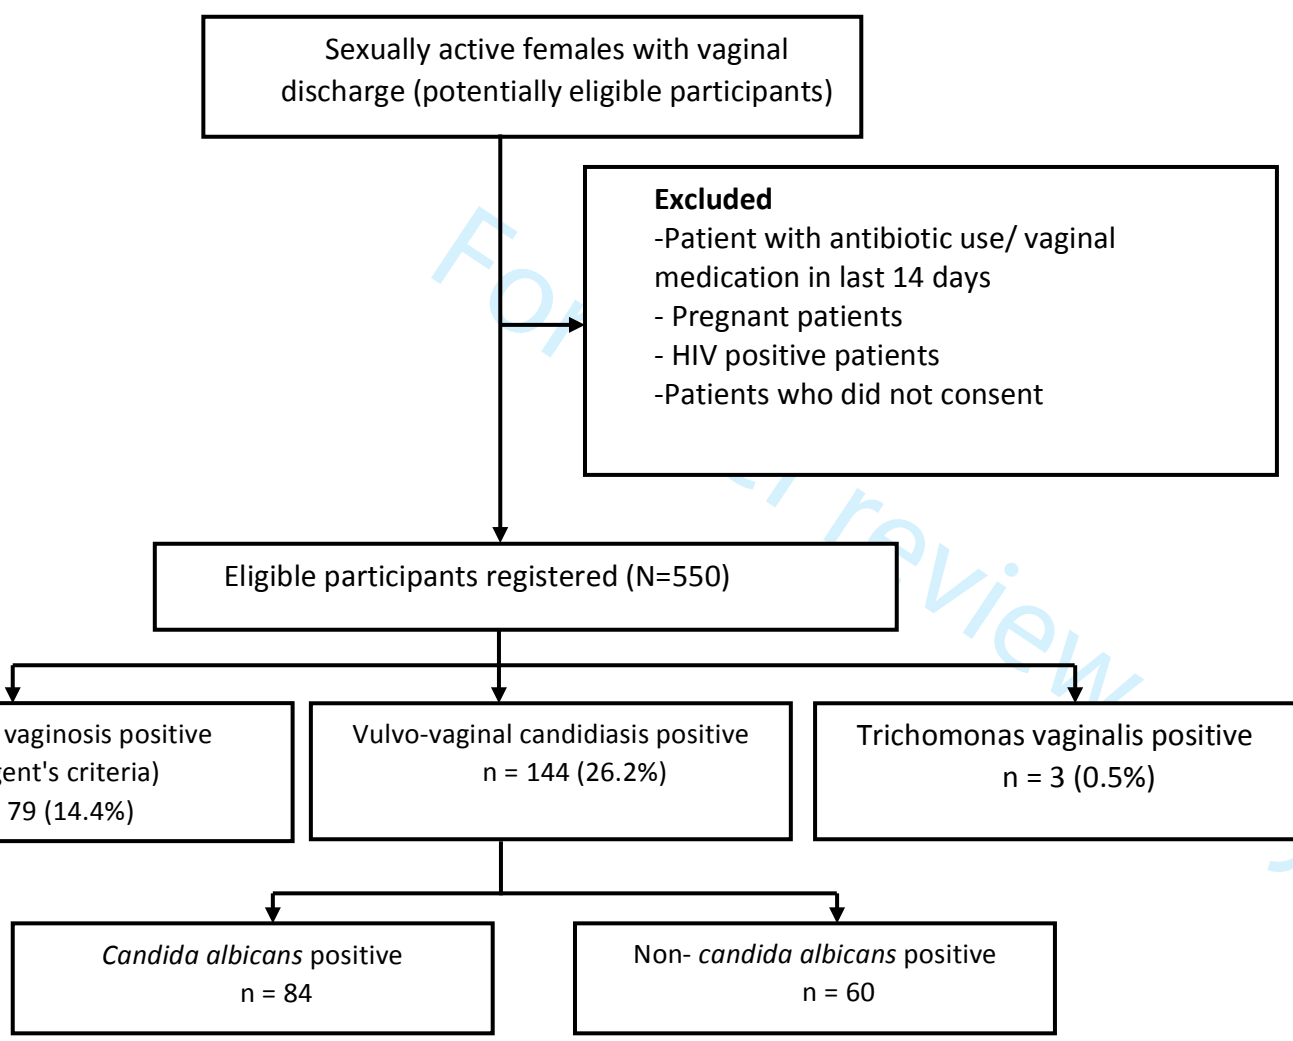 Sexually active females with vaginal
discharge (potentially eligible participants)
Excluded
-Patient with antibiotic use/ vaginal
medication in last 14 days
- Pregnant patients
- HIV positive patients
-Patients who did not consent
For
review
Eligible participants registered (N=550)
vaginosis positive
criteria)
79 (14.4%)
Vulvo-vaginal candidiasis positive
n = 144 (26.2%)
Trichomonas vaginalis positive
n = 3 (0.5%)
Candida albicans positive
n = 84
Non- candida albicans positive
n = 60